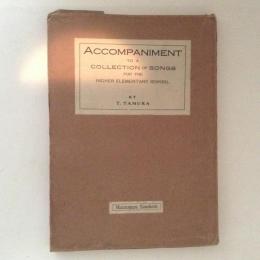 ACCOMPANIMENT
TO A
COLLECTION OF SONGS
FOR THE
HIGHER ELEMENTARY SCHOOL.
BY
T. TAMURA